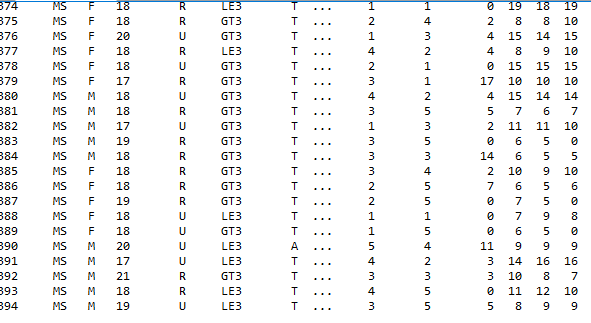 374 MS F 18 R LE3 T ... 1 1 0 19 18 19
375 MS F 18 R GT3 T ... 2 4 2 8 8 10
376 MS F 20 U GT3 T ... 1 3 4 15 14 15
377 MS F 18 R LE3 T ... 4 2 4 8 9 10
378 MS F 18 U GT3 T ... 2 1 0 15 15 15
379 MS F 17 R GT3 T ... 3 1 17 10 10 10
380 MS M 18 U GT3 T ... 4 2 4 15 14 14
381 MS M 18 R GT3 T ... 3 5 5 7 6 7
382 MS M 17 U GT3 T ... 1 3 2 11 11 10
383 MS M 19 R GT3 T ... 3 5 0 6 5 0
384 MS M 18 R GT3 T ... 3 3 14 6 5 5
385 MS F 18 R GT3 T ... 3 4 2 10 9 10
386 MS F 18 R GT3 T ... 2 5 7 6 5 6
387 MS F 19 R GT3 T ... 2 5 0 7 5 0
388 MS F 18 U LE3 T ... 1 1 0 7 9 8
389 MS F 18 U GT3 T ... 1 5 0 6 5 0
390 MS M 20 U LE3 A ... 5 4 11 9 9 9
391 MS M 17 U LE3 T ... 4 2 3 14 16 16
392 MS M 21 R GT3 T ... 3 3 3 10 8 7
393 MS M 18 R LE3 T ... 4 5 0 11 12 10
394 MS M 19 U LE3 T ... 3 5 5 8 9 9